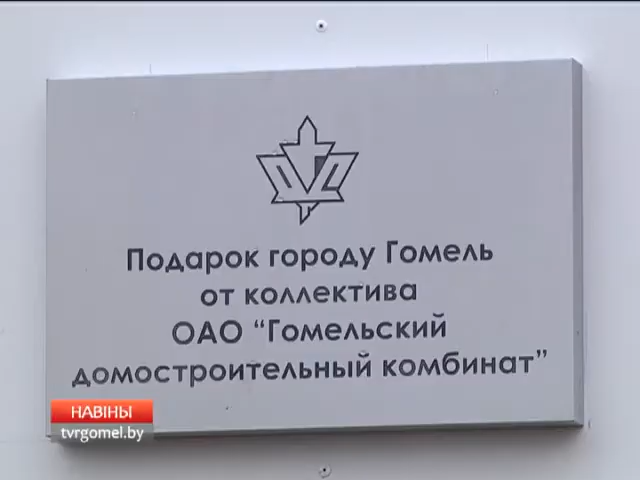 Подарок городу Гомель
от коллектива
ОАО “Гомельский
домостроительный комбинат”
НАВІНЫ
tvrgomel.by